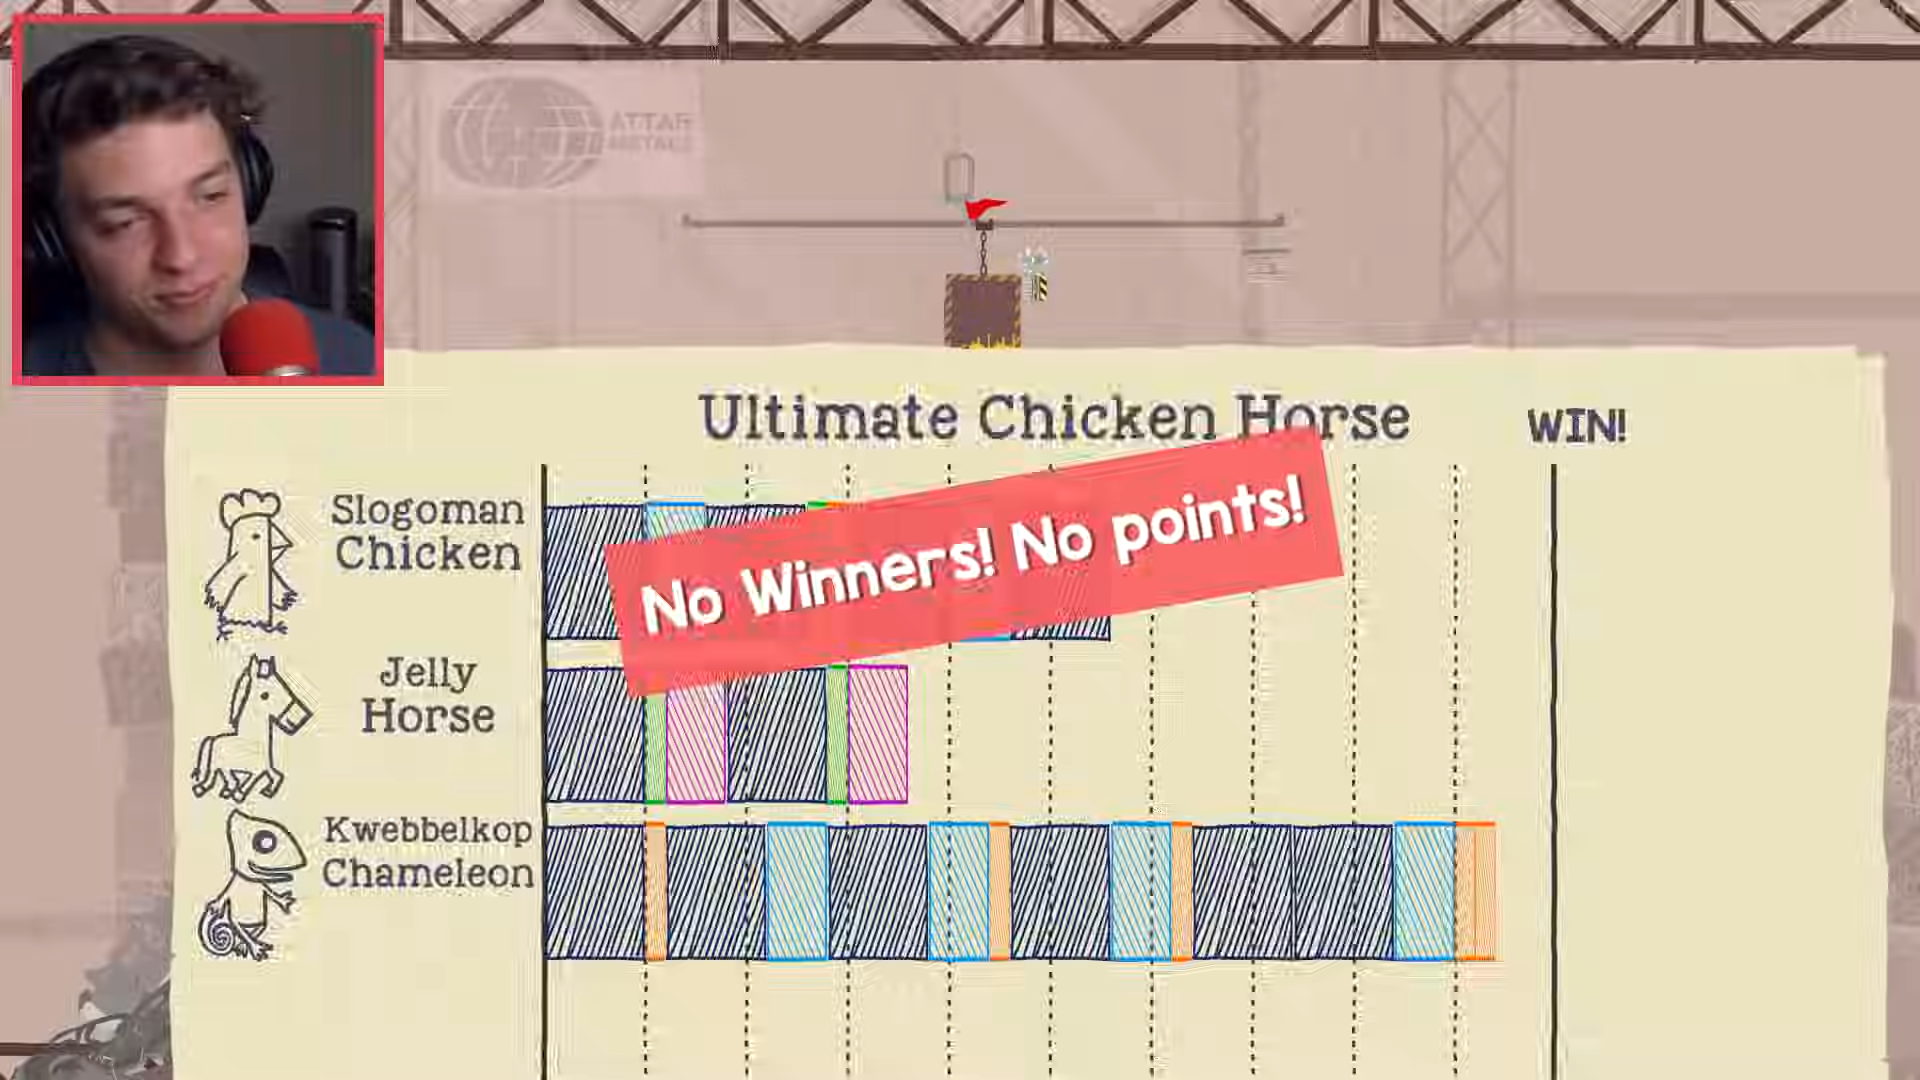 ATTAR
METALS
Ultimate Chicken Horse
WIN!
Slogoman
Chicken
No Winners! No points!
Jelly
Horse
Kwebbelkop
Chameleon